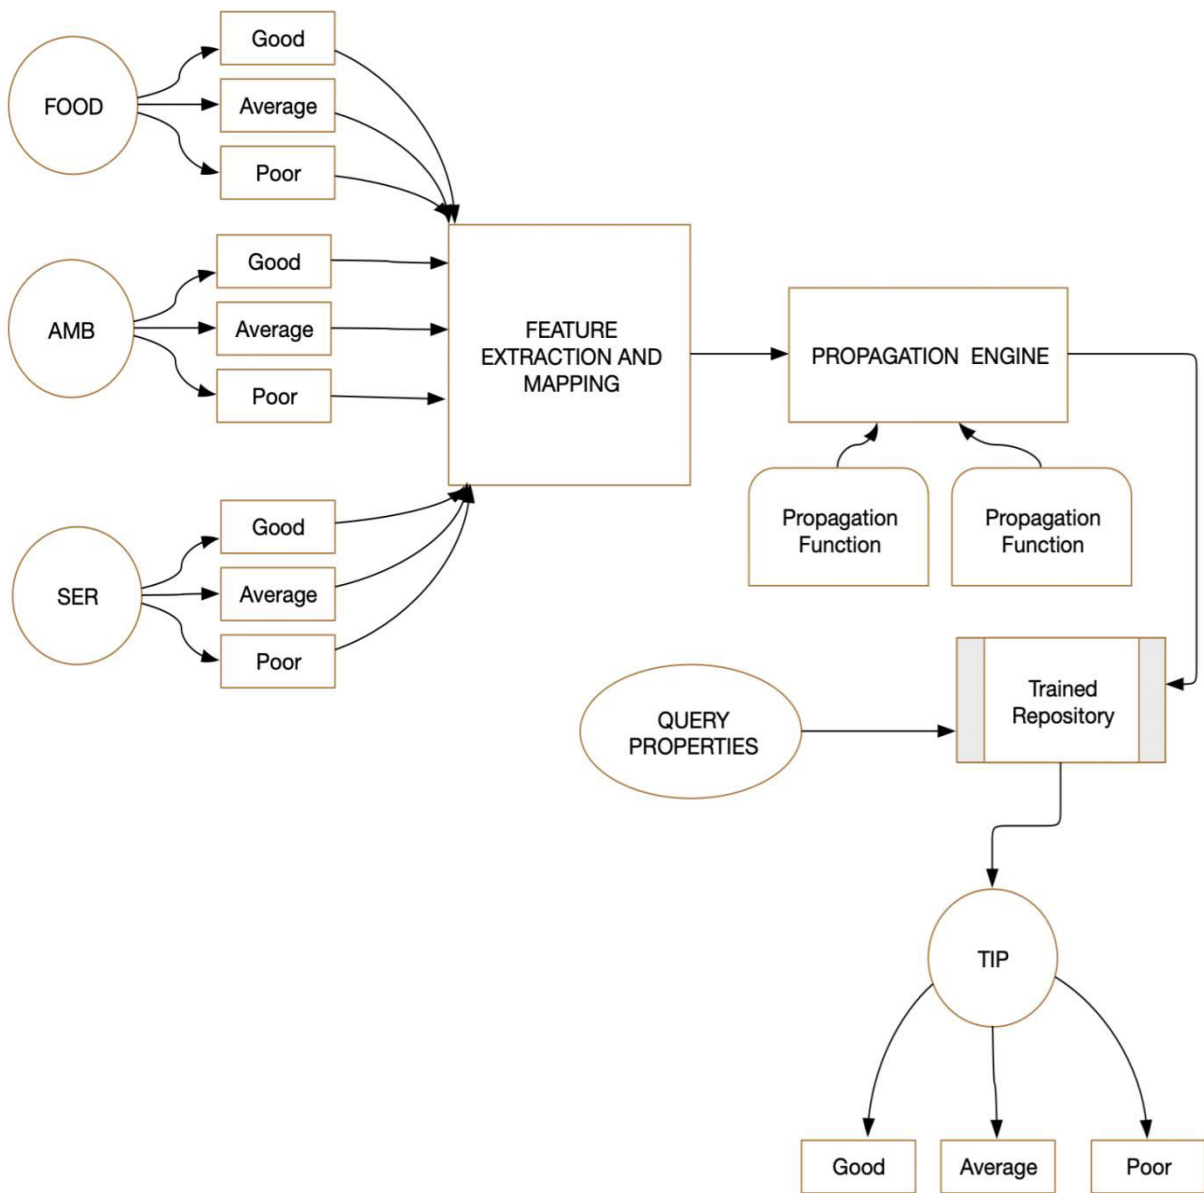 FOOD
Good
Average
Poor
AMB
Good
Average
Poor
SER
Good
Average
Poor
FEATURE
EXTRACTION AND
MAPPING
PROPAGATION ENGINE
Propagation
Function
Propagation
Function
QUERY
PROPERTIES
Trained
Repository
TIP
Good
Average
Poor